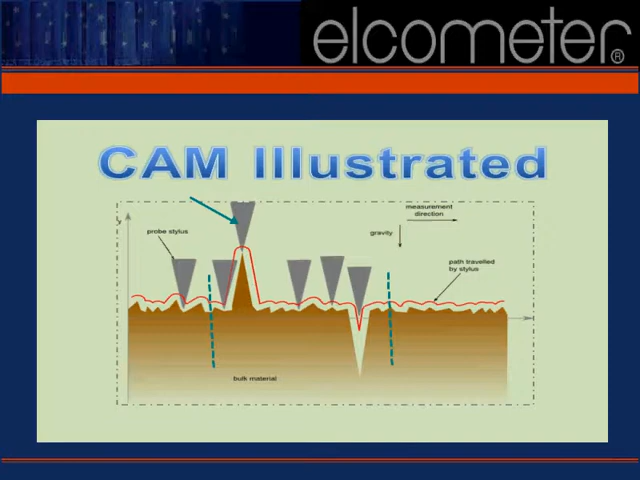 elcometer®
CAM Illustrated
measurement
direction
probe stylus
gravity
path travelled
by stylus
bulk material